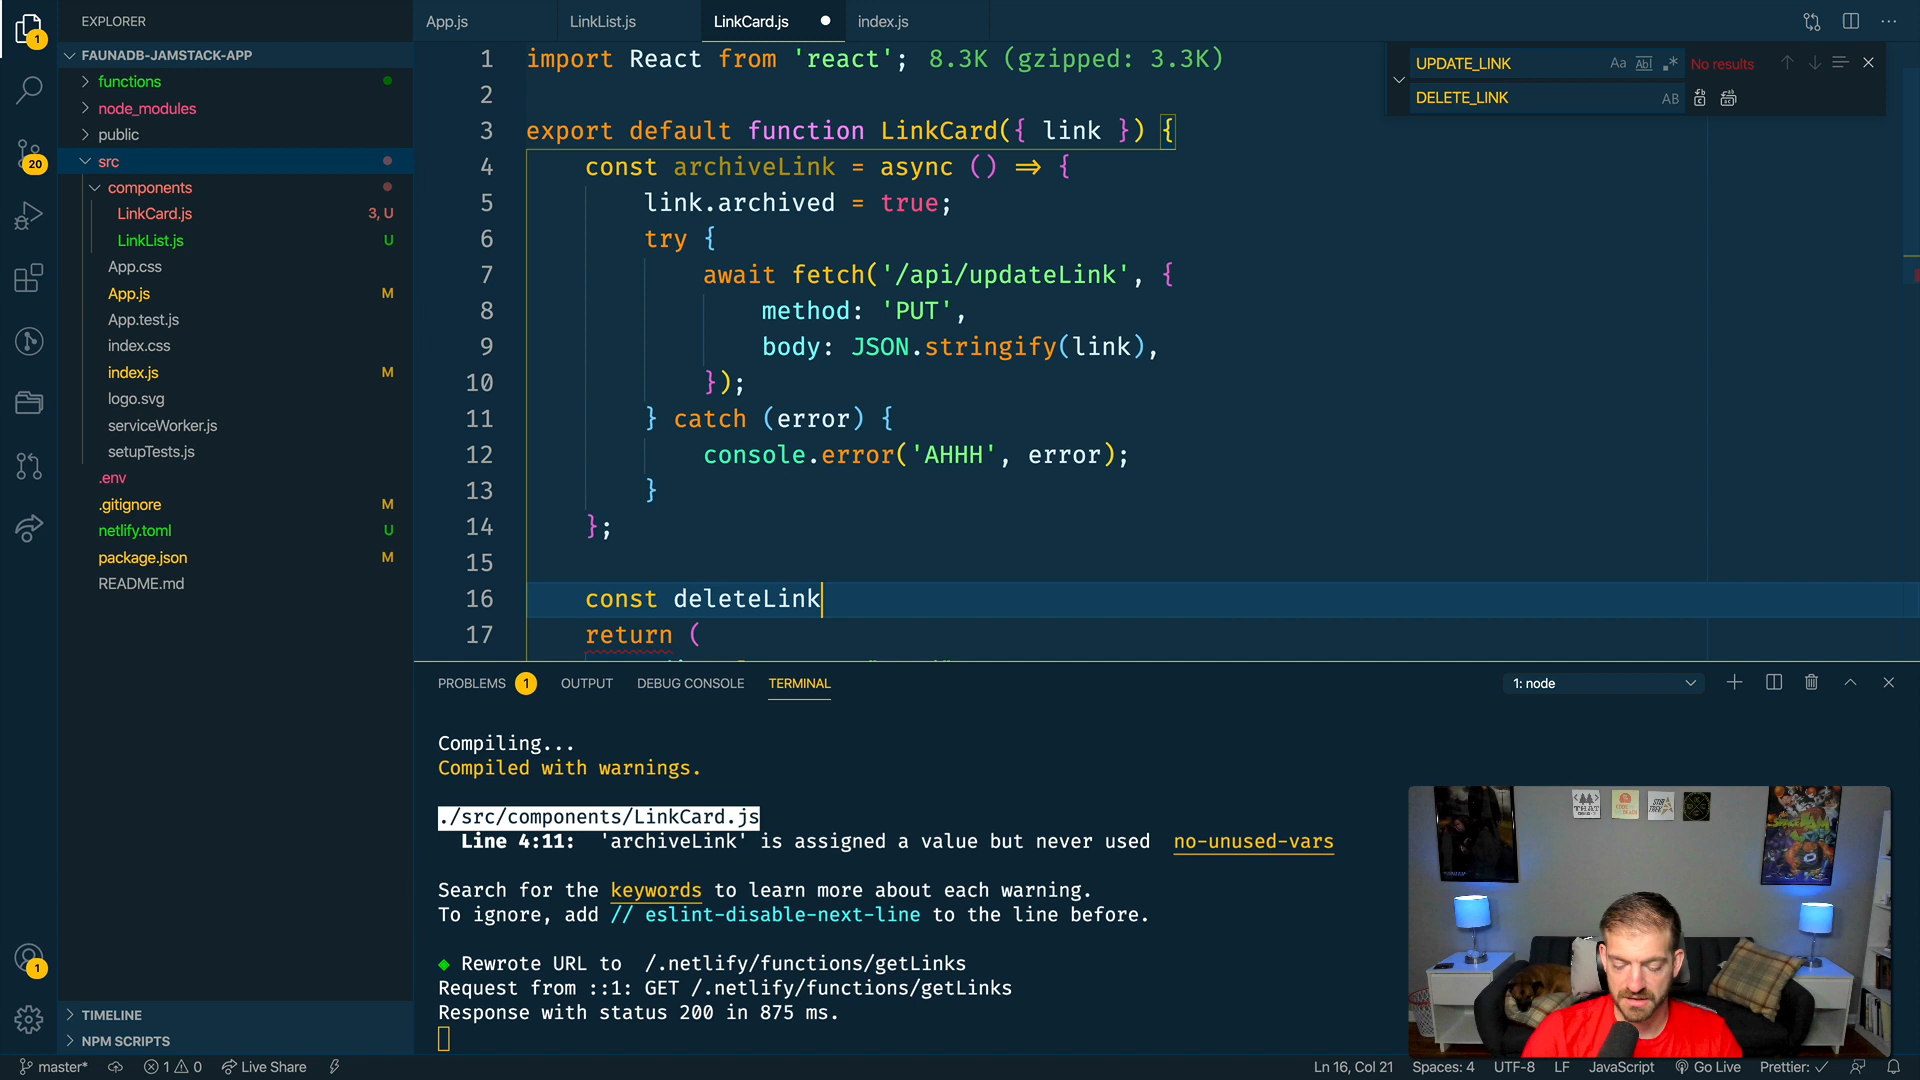 EXPLORER
FAUNADB-JAMSTACK-APP
functions
node_modules
public
src
components
LinkCard.js 3, U
LinkList.js U
App.css
App.js M
App.test.js
index.css
index.js M
logo.svg
serviceWorker.js
setupTests.js
.env
.gitignore M
netlify.toml U
package.json M
README.md
TIMELINE
NPM SCRIPTS
1
20
1
App.js LinkList.js LinkCard.js index.js
UPDATE_LINK Aa Abl .* No results
DELETE_LINK AB
1 import React from 'react'; 8.3K (gzipped: 3.3K)
2
3 export default function LinkCard({ link }) {
4 const archiveLink = async () => {
5 link.archived = true;
6 try {
7 await fetch('/api/updateLink', {
8 method: 'PUT',
9 body: JSON.stringify(link),
10 });
11 } catch (error) {
12 console.error('AHHH', error);
13 }
14 };
15
16 const deleteLink
17 return (
PROBLEMS 1 OUTPUT DEBUG CONSOLE TERMINAL 1: node
Compiling...
Compiled with warnings.
./src/components/LinkCard.js
Line 4:11: 'archiveLink' is assigned a value but never used no-unused-vars
Search for the keywords to learn more about each warning.
To ignore, add // eslint-disable-next-line to the line before.
◆ Rewrote URL to /.netlify/functions/getLinks
Request from ::1: GET /.netlify/functions/getLinks
Response with status 200 in 875 ms.
master* 1 0 Live Share Ln 16, Col 21 Spaces: 4 UTF-8 LF JavaScript Go Live Prettier: ✓